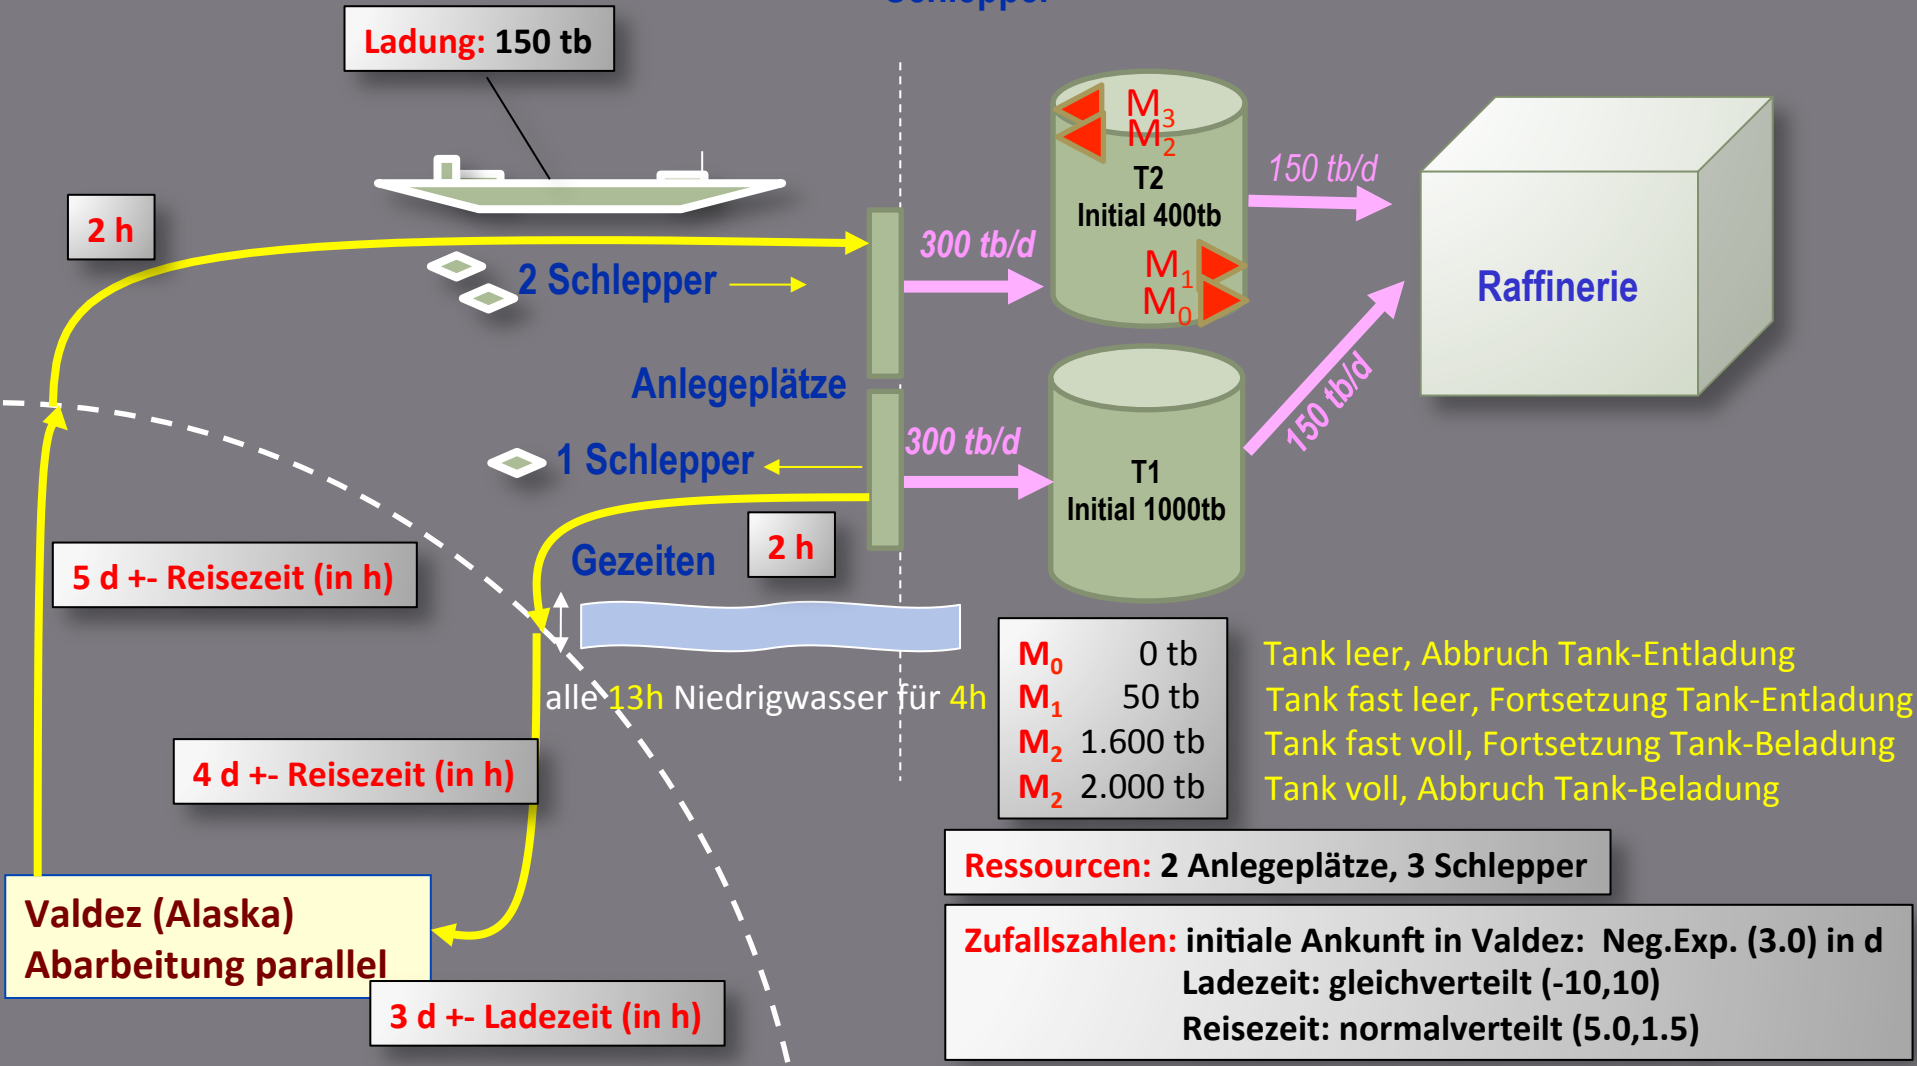 Schlepper
Ladung: 150 tb
2 h
2 Schlepper
300 tb/d
M3
M2
T2
Initial 400tb
M1
M0
150 tb/d
Raffinerie
Anlegeplätze
1 Schlepper
300 tb/d
T1
Initial 1000tb
150 tb/d
2 h
Gezeiten
5 d +- Reisezeit (in h)
alle 13h Niedrigwasser für 4h
4 d +- Reisezeit (in h)
M0 0 tb Tank leer, Abbruch Tank-Entladung
M1 50 tb Tank fast leer, Fortsetzung Tank-Entladung
M2 1.600 tb Tank fast voll, Fortsetzung Tank-Beladung
M2 2.000 tb Tank voll, Abbruch Tank-Beladung
Ressourcen: 2 Anlegeplätze, 3 Schlepper
Valdez (Alaska)
Abarbeitung parallel
3 d +- Ladezeit (in h)
Zufallszahlen: initiale Ankunft in Valdez: Neg.Exp. (3.0) in d
Ladezeit: gleichverteilt (-10,10)
Reisezeit: normalverteilt (5.0,1.5)